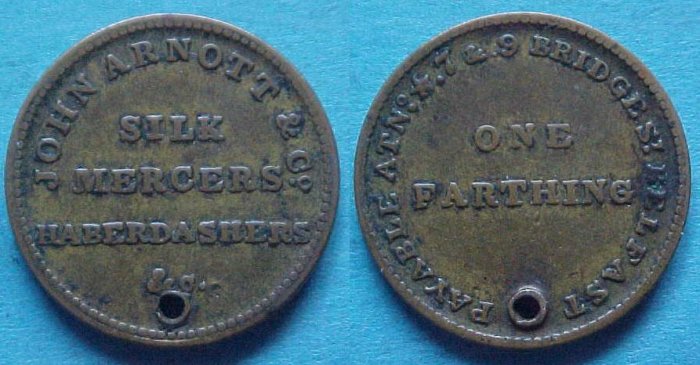 JOHN ARNOTT & Co.
SILK
MERCERS
HABERDASHERS
&c.
PAYABLE AT No. 5.7 & 9 BRIDGE St. BELFAST
ONE
FARTHING